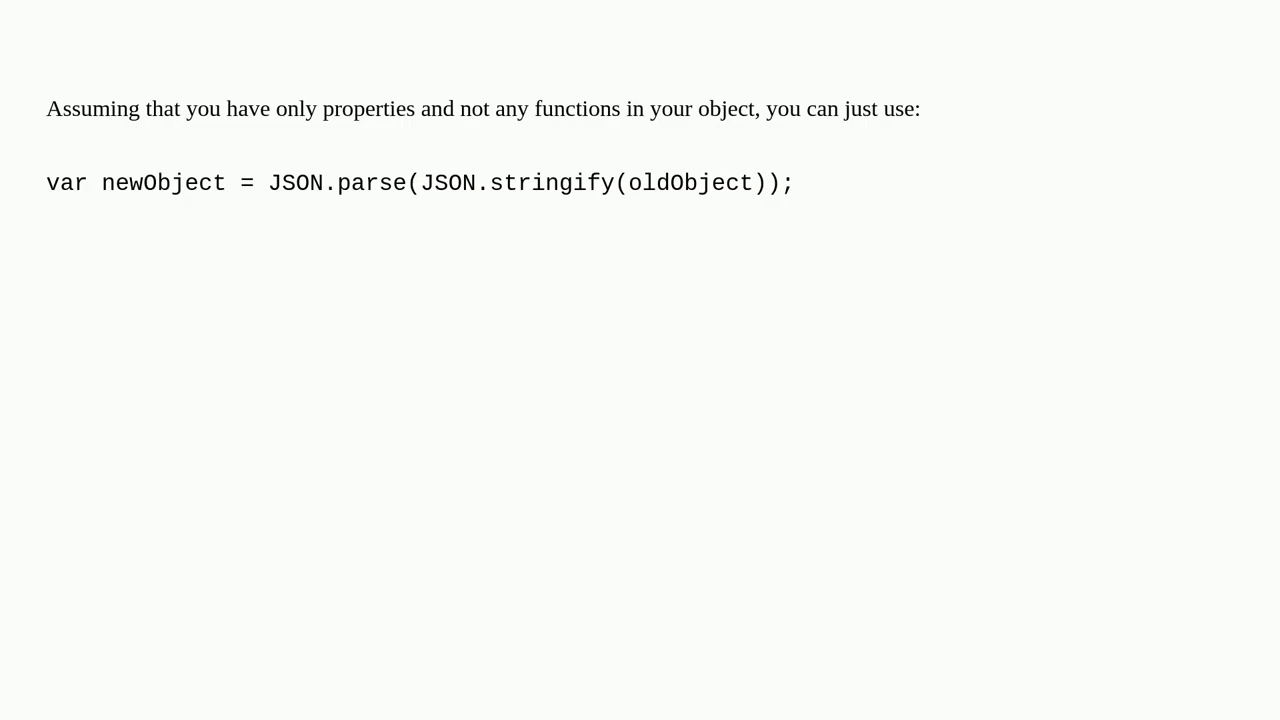 Assuming that you have only properties and not any functions in your object, you can just use:
var newObject = JSON.parse(JSON.stringify(oldObject));